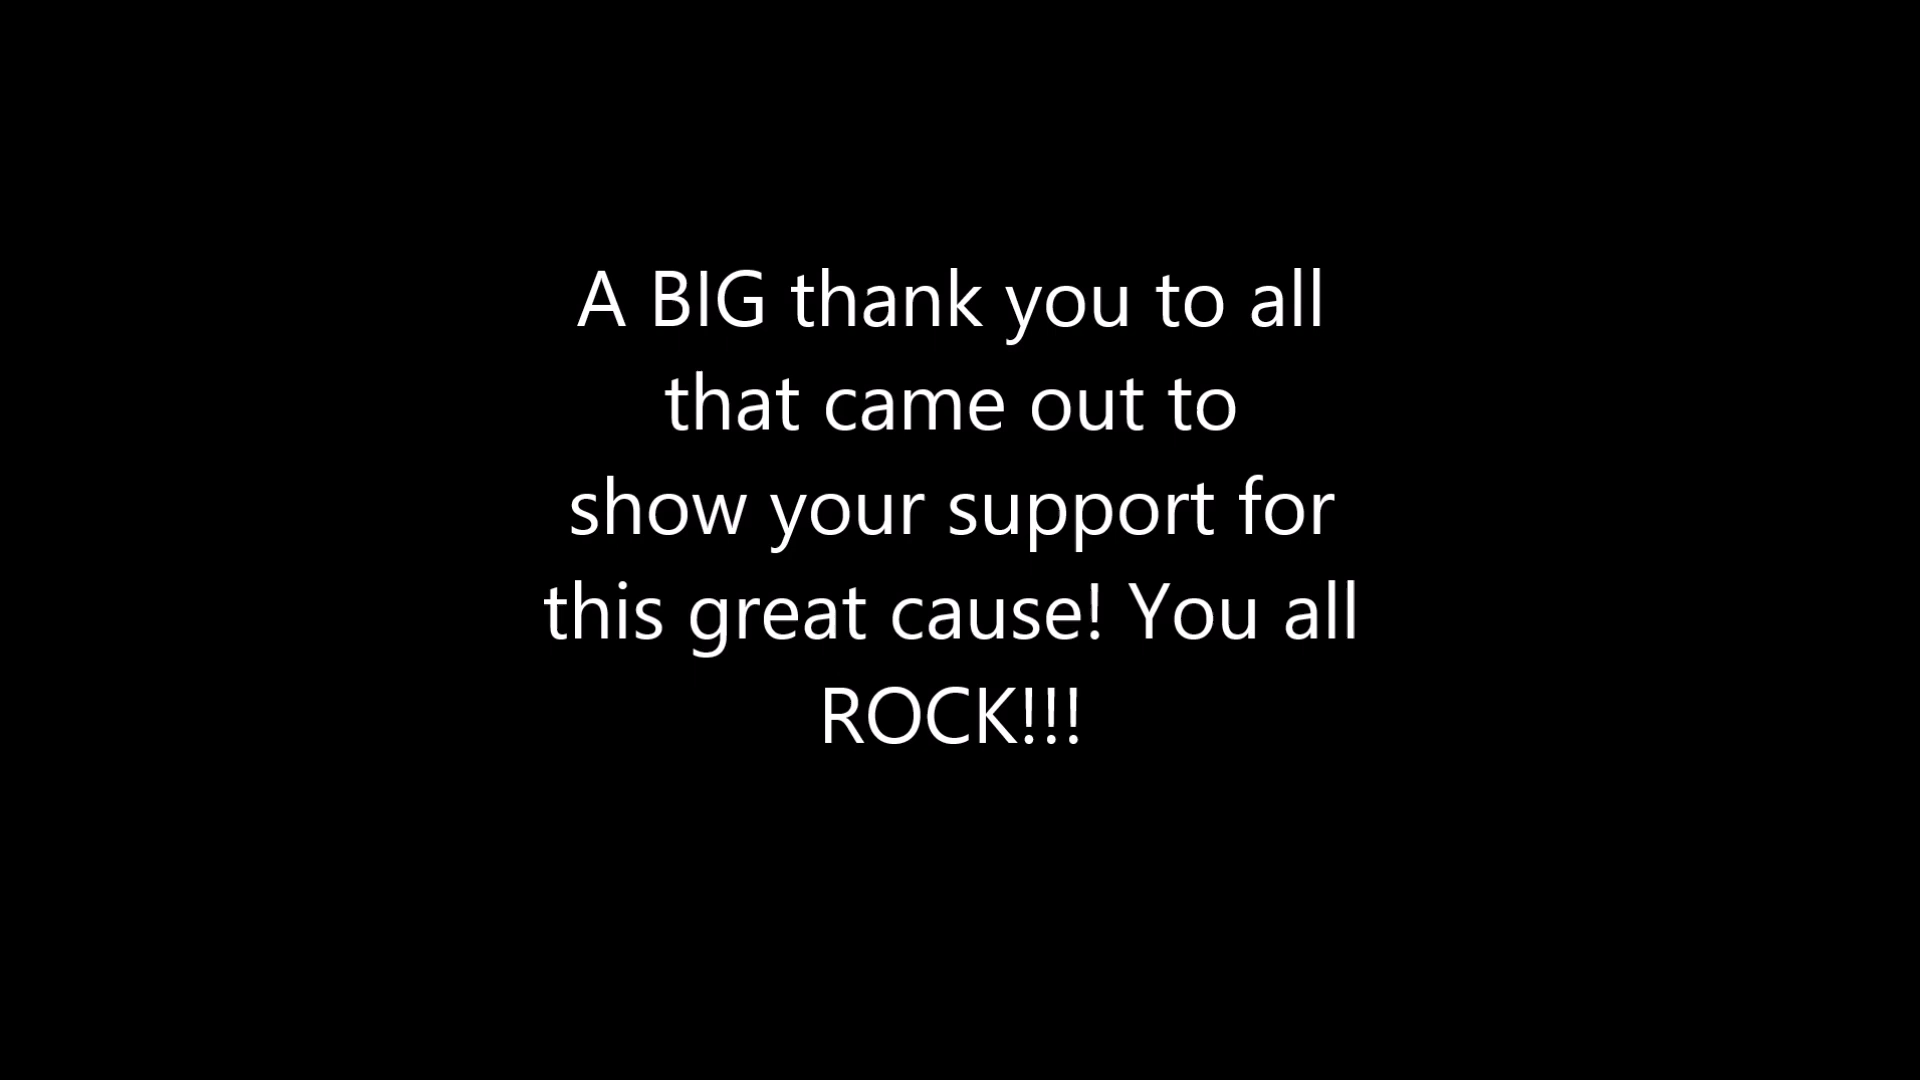 A BIG thank you to all
that came out to
show your support for
this great cause! You all
ROCK!!!